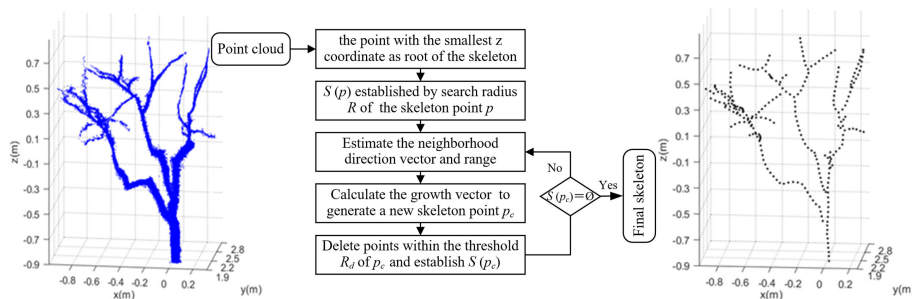 Point cloud
the point with the smallest z
coordinate as root of the skeleton
S (p) established by search radius
R of the skeleton point p
Estimate the neighborhood
direction vector and range
Calculate the growth vector to
generate a new skeleton point pc
Delete points within the threshold
Rd of pc and establish S (pc)
No
S (pc)=Ø
Yes
Final skeleton
0.7
0.5
0.3
0.1
-0.1
-0.3
-0.5
-0.7
-0.9
z(m)
-0.8 -0.6 -0.4 -0.2 0 0.2
x(m)
2.8
2.5
2.2
1.9
y(m)
0.7
0.5
0.3
0.1
-0.1
-0.3
-0.5
-0.7
-0.9
z(m)
-0.8 -0.6 -0.4 -0.2 0 0.2
x(m)
2.8
2.5
2.2
1.9
y(m)